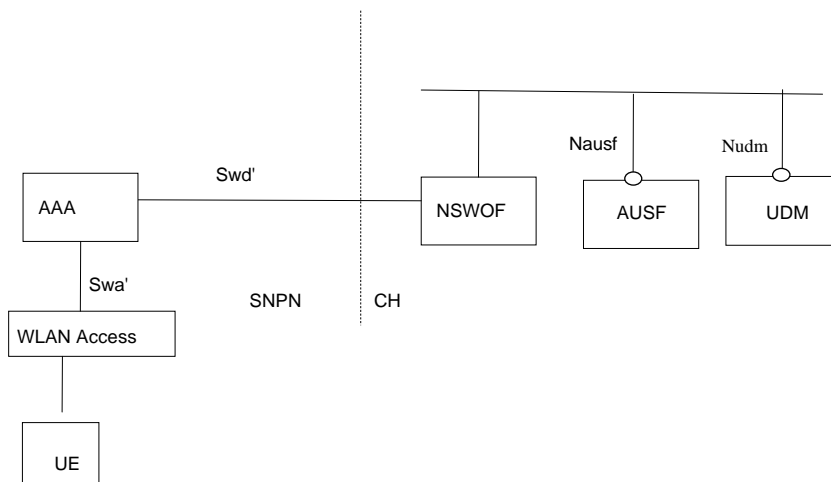 Nausf
Nudm
Swd'
AAA
NSWOF
AUSF
UDM
Swa'
SNPN
CH
WLAN Access
UE